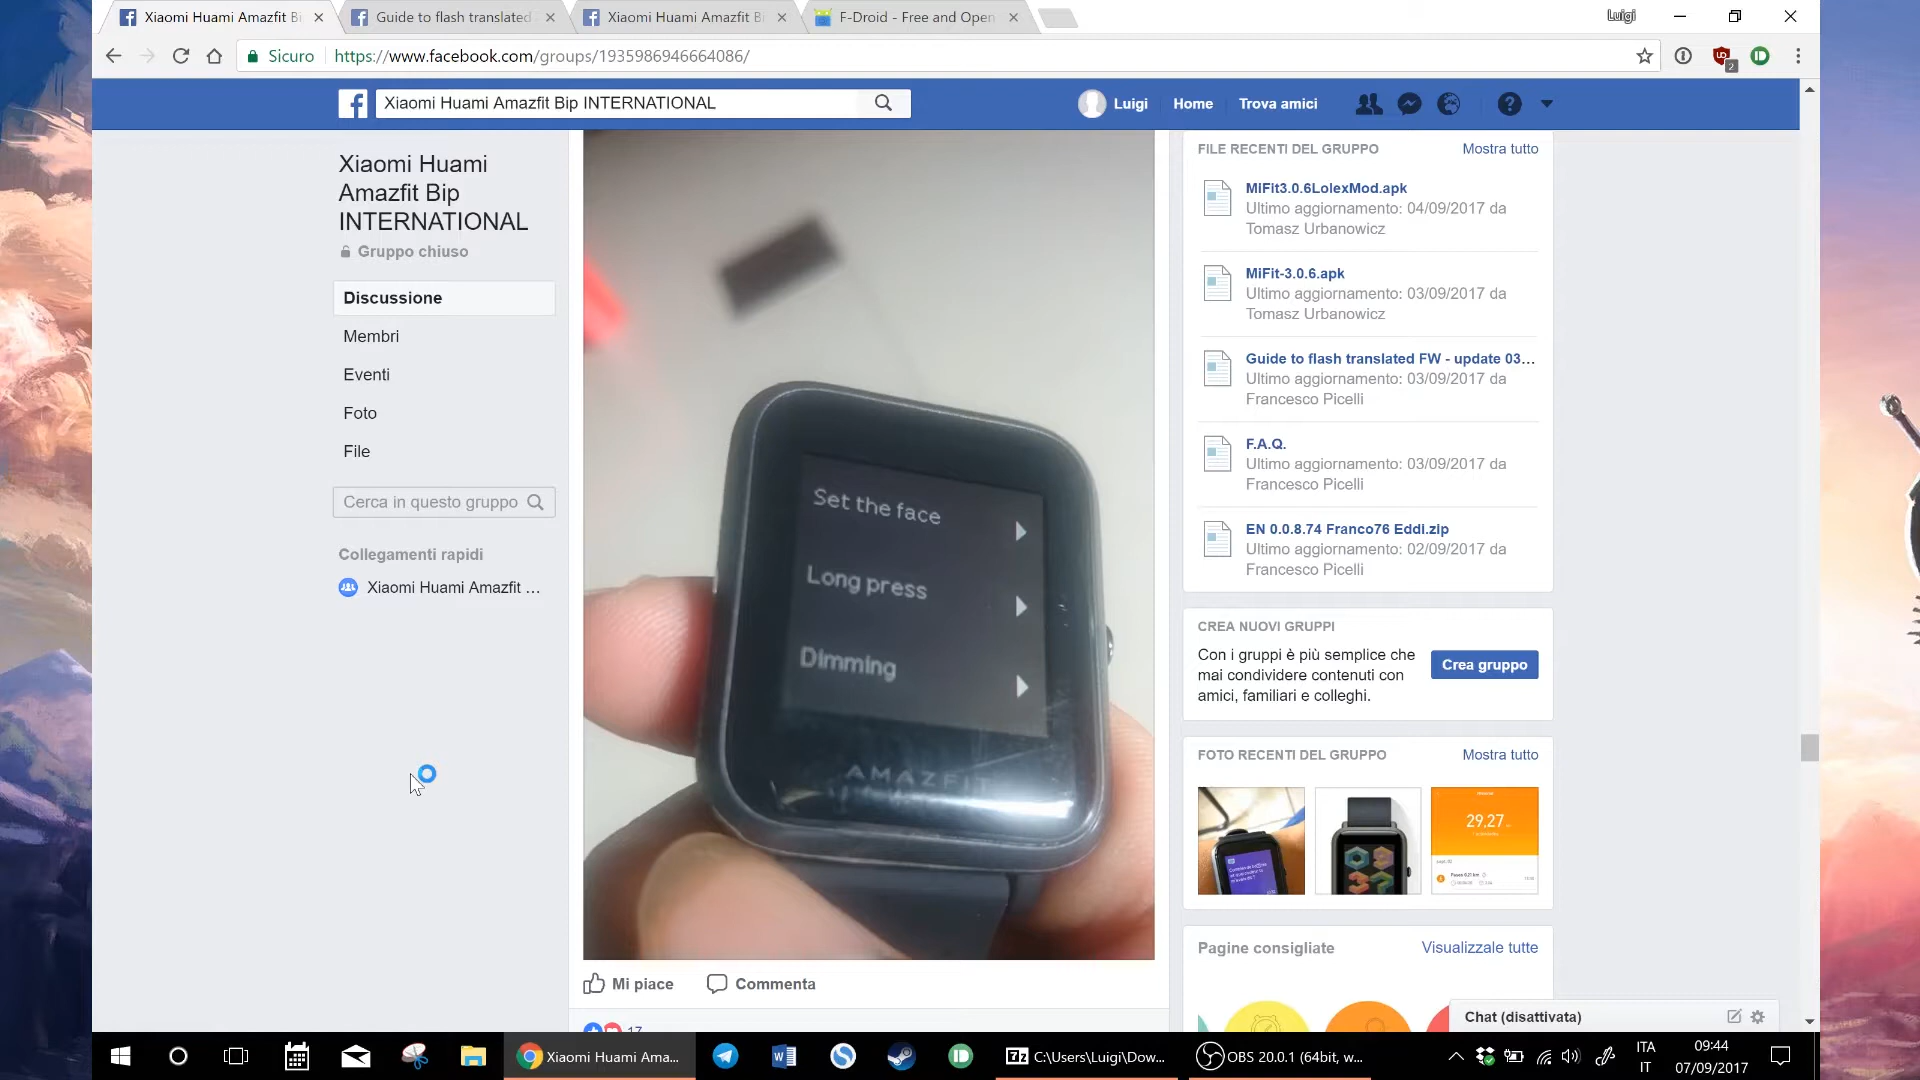 Xiaomi Huami Amazfit Bi
Guide to flash translated
Xiaomi Huami Amazfit Bi
F-Droid - Free and Open
Luigi
Sicuro
https://www.facebook.com/groups/1935986946664086/
2
Xiaomi Huami Amazfit Bip INTERNATIONAL
Luigi
Home
Trova amici
Xiaomi Huami
Amazfit Bip
INTERNATIONAL
Gruppo chiuso
Discussione
Membri
Eventi
Foto
File
Cerca in questo gruppo
Collegamenti rapidi
Xiaomi Huami Amazfit ...
Set the face
Long press
Dimming
AMAZFIT
Mi piace
Commenta
17
FILE RECENTI DEL GRUPPO
Mostra tutto
MiFit3.0.6LolexMod.apk
Ultimo aggiornamento: 04/09/2017 da
Tomasz Urbanowicz
MiFit-3.0.6.apk
Ultimo aggiornamento: 03/09/2017 da
Tomasz Urbanowicz
Guide to flash translated FW - update 03...
Ultimo aggiornamento: 03/09/2017 da
Francesco Picelli
F.A.Q.
Ultimo aggiornamento: 03/09/2017 da
Francesco Picelli
EN 0.0.8.74 Franco76 Eddi.zip
Ultimo aggiornamento: 02/09/2017 da
Francesco Picelli
CREA NUOVI GRUPPI
Con i gruppi è più semplice che
mai condividere contenuti con
amici, familiari e colleghi.
Crea gruppo
FOTO RECENTI DEL GRUPPO
Mostra tutto
29,27
Pagine consigliate
Visualizzale tutte
Chat (disattivata)
Xiaomi Huami Ama...
C:\Users\Luigi\Dow...
OBS 20.0.1 (64bit, w...
ITA
IT
09:44
07/09/2017